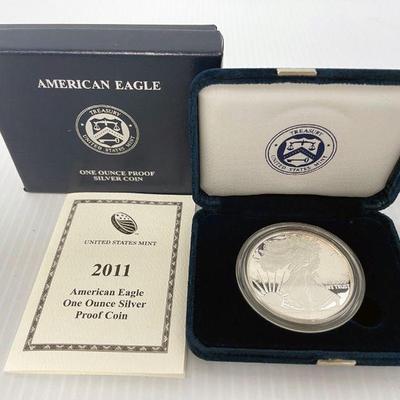 AMERICAN EAGLE
TREASURY
UNITED STATES MINT
ONE OUNCE PROOF
SILVER COIN
TREASURY
UNITED STATES MINT
UNITED STATES MINT
2011
American Eagle
One Ounce Silver
Proof Coin